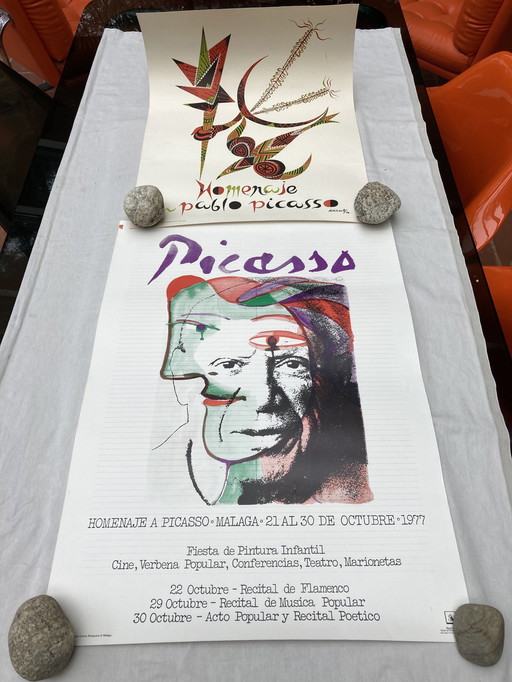 Homenaje
pablo picasso
Picasso
HOMENAJE A PICASSO • MALAGA • 21 AL 30 DE OCTUBRE • 1977
Fiesta de Pintura Infantil
Cine, Verbena Popular, Conferencias, Teatro, Marionetas
22 Octubre - Recital de Flamenco
29 Octubre - Recital de Musica Popular
30 Octubre - Acto Popular y Recital Poetico